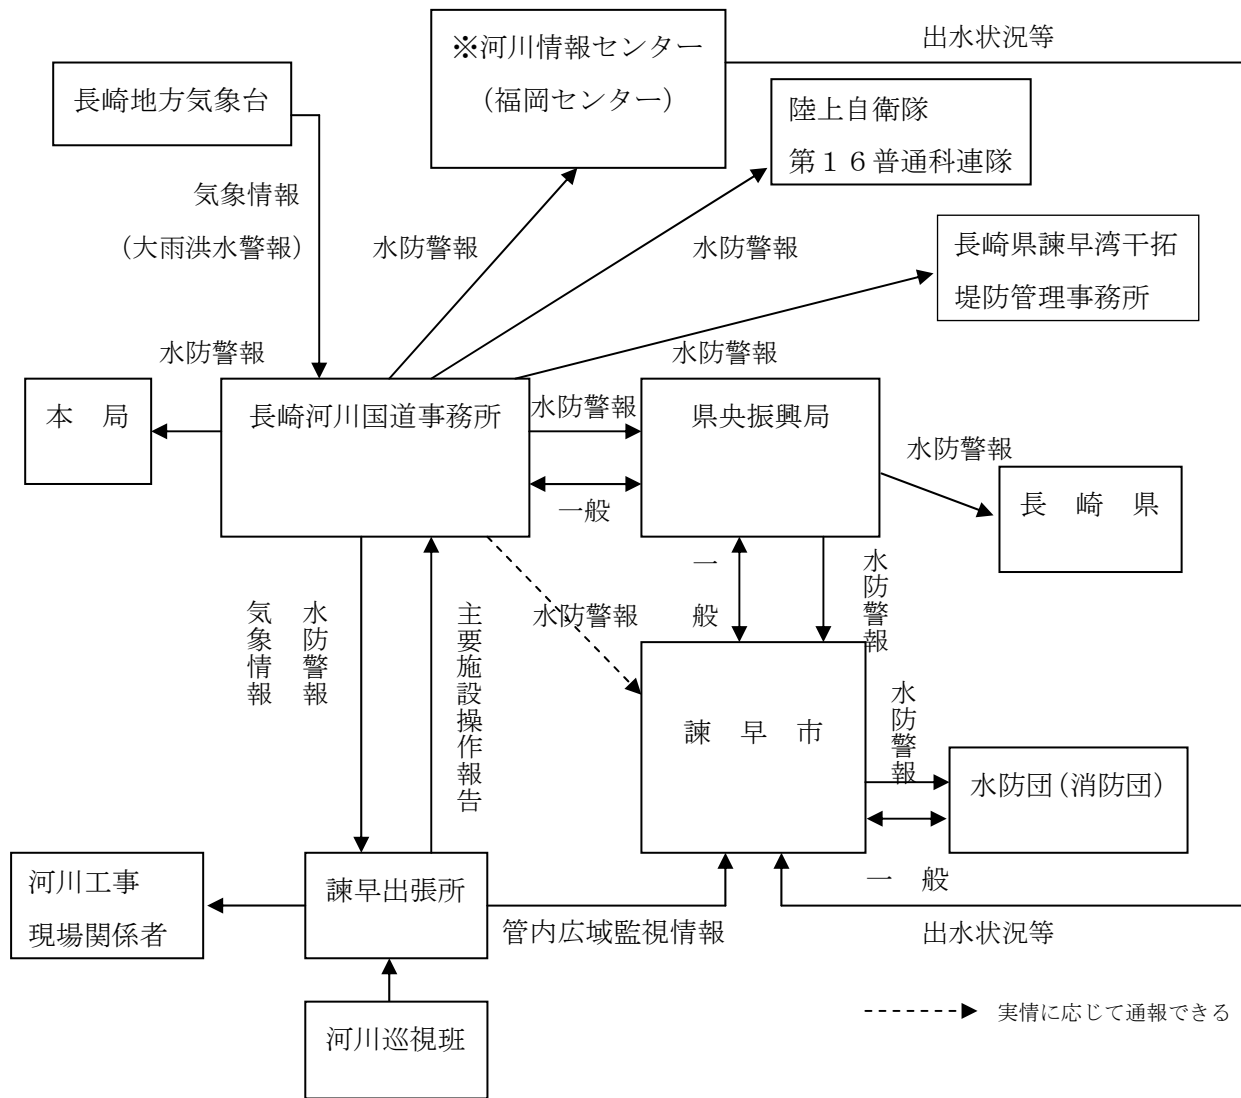 ※河川情報センター
（福岡センター）
出水状況等
長崎地方気象台
陸上自衛隊
第１６普通科連隊
気象情報
（大雨洪水警報）
水防警報
水防警報
長崎県諫早湾干拓
堤防管理事務所
水防警報
水防警報
本　局
長崎河川国道事務所
水防警報
県央振興局
水防警報
一般
長　崎　県
気象情報
水防警報
主要施設操作報告
水防警報
一般
水防警報
諫　早　市
水防警報
水防団（消防団）
一　般
河川工事
現場関係者
諫早出張所
管内広域監視情報
出水状況等
河川巡視班
実情に応じて通報できる